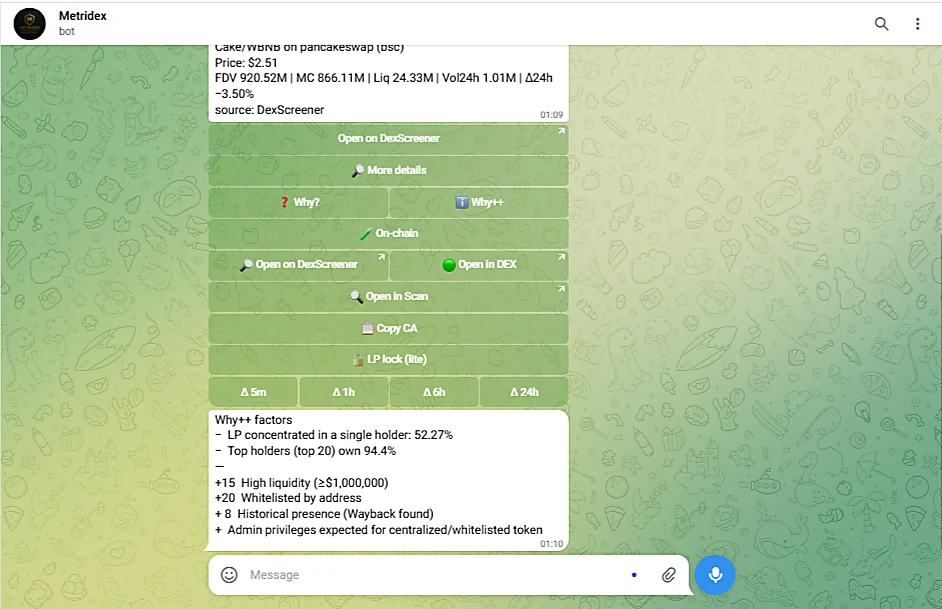 Metridex
bot
Cake/WBNB on pancakeswap (bsc)
Price: $2.51
FDV 920.52M | MC 866.11M | Liq 24.33M | Vol24h 1.01M | Δ24h
−3.50%
source: DexScreener
01:09
Open on DexScreener
More details
Why?
Why++
On-chain
Open on DexScreener
Open in DEX
Open in Scan
Copy CA
LP lock (lite)
Δ 5m
Δ 1h
Δ 6h
Δ 24h
Why++ factors
− LP concentrated in a single holder: 52.27%
− Top holders (top 20) own 94.4%
—
+15 High liquidity (≥$1,000,000)
+20 Whitelisted by address
+ 8 Historical presence (Wayback found)
+ Admin privileges expected for centralized/whitelisted token
01:10
Message